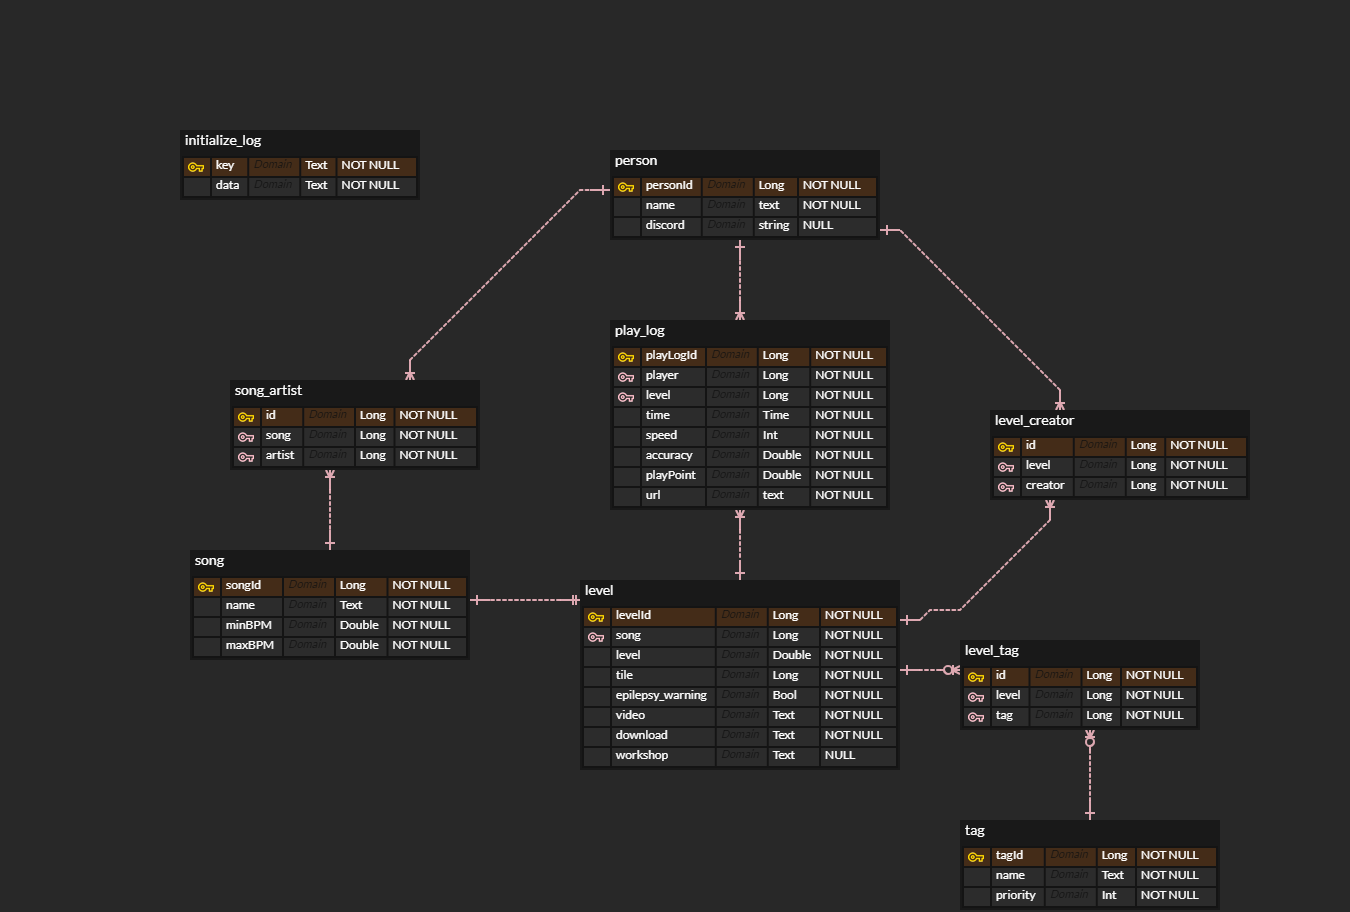 initialize_log
key Domain Text NOT NULL
data Domain Text NOT NULL
person
personId Domain Long NOT NULL
name Domain text NOT NULL
discord Domain string NULL
play_log
playLogId Domain Long NOT NULL
player Domain Long NOT NULL
level Domain Long NOT NULL
time Domain Time NOT NULL
speed Domain Int NOT NULL
accuracy Domain Double NOT NULL
playPoint Domain Double NOT NULL
url Domain text NOT NULL
song_artist
id Domain Long NOT NULL
song Domain Long NOT NULL
artist Domain Long NOT NULL
level_creator
id Domain Long NOT NULL
level Domain Long NOT NULL
creator Domain Long NOT NULL
song
songId Domain Long NOT NULL
name Domain Text NOT NULL
minBPM Domain Double NOT NULL
maxBPM Domain Double NOT NULL
level
levelId Domain Long NOT NULL
song Domain Long NOT NULL
level Domain Double NOT NULL
tile Domain Long NOT NULL
epilepsy_warning Domain Bool NOT NULL
video Domain Text NOT NULL
download Domain Text NOT NULL
workshop Domain Text NULL
level_tag
id Domain Long NOT NULL
level Domain Long NOT NULL
tag Domain Long NOT NULL
tag
tagId Domain Long NOT NULL
name Domain Text NOT NULL
priority Domain Int NOT NULL